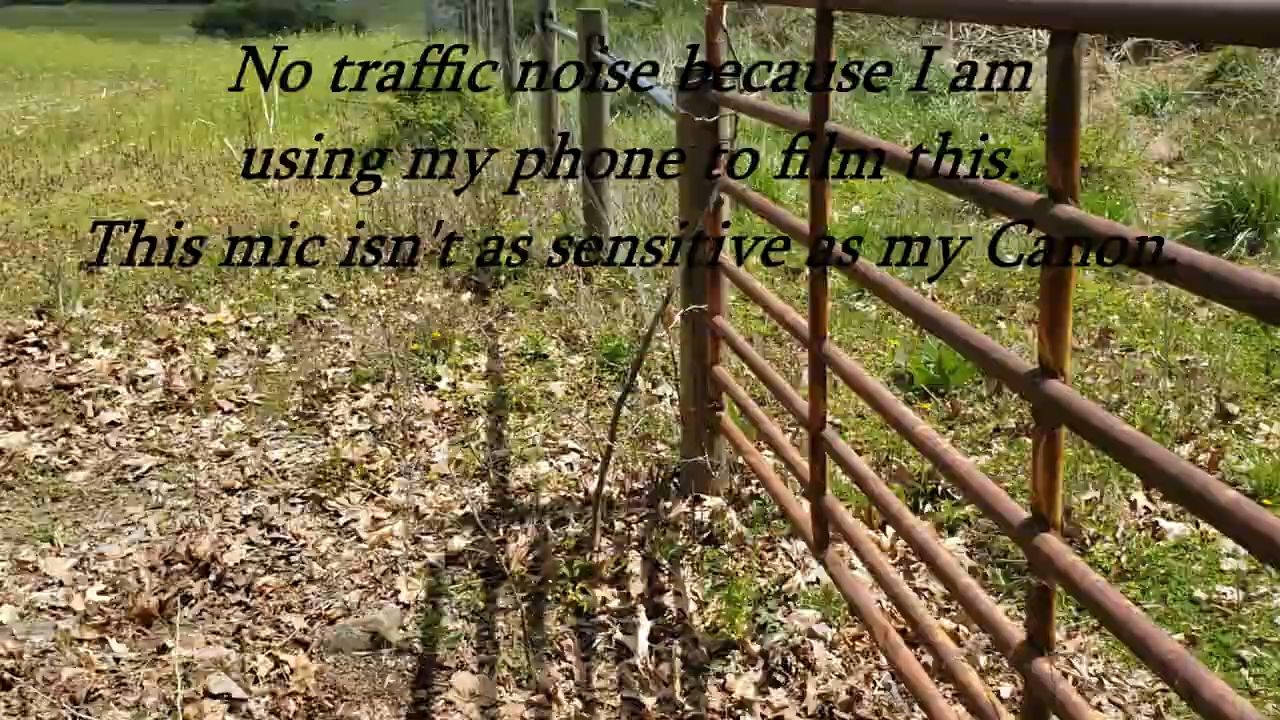 No traffic noise because I am
using my phone to film this.
This mic isn't as sensitive as my Canon.